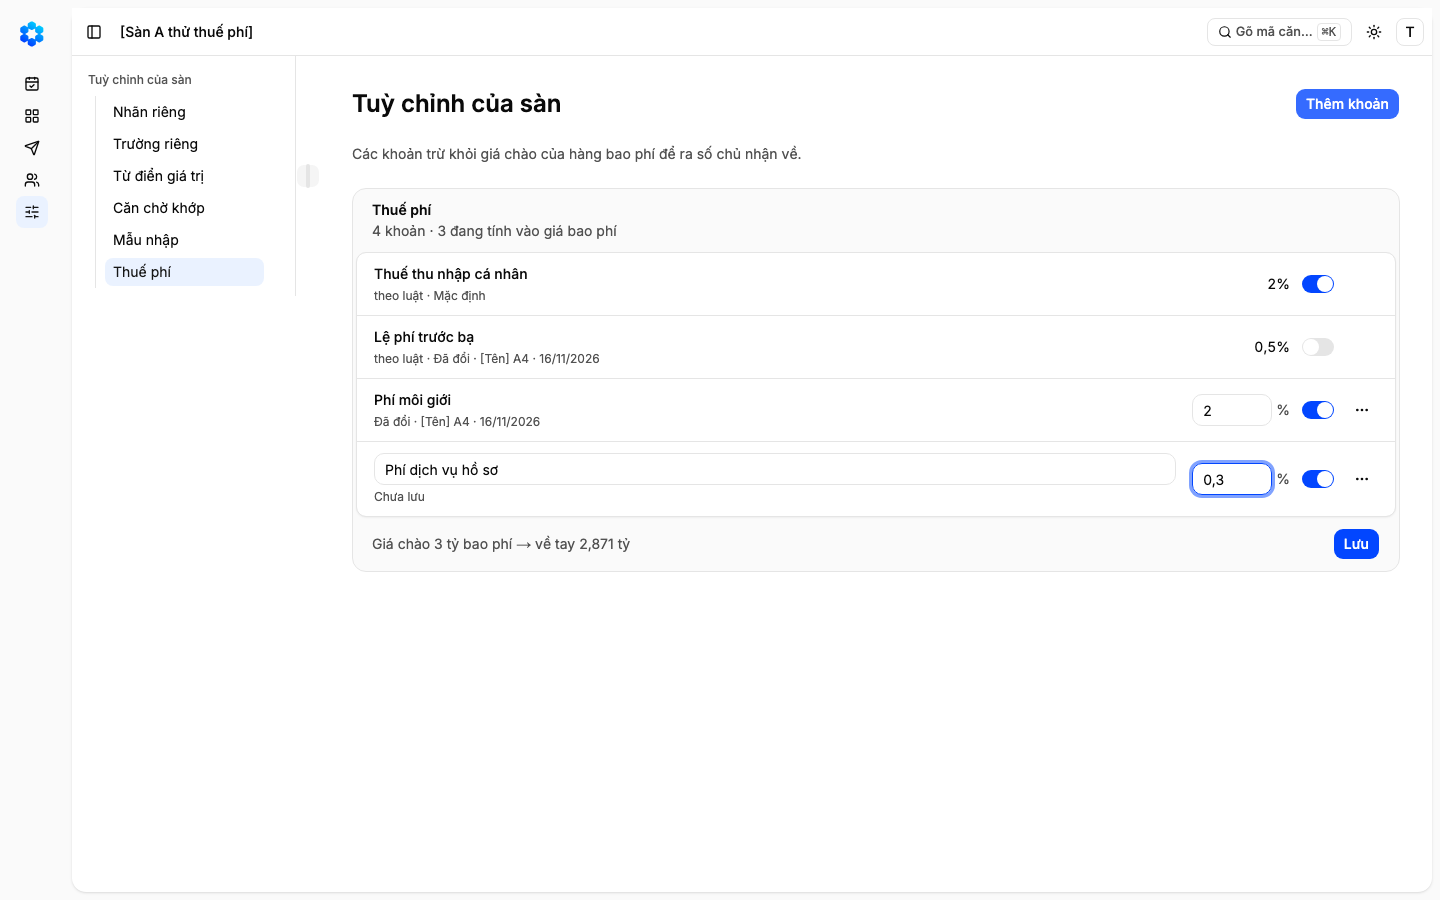 [Sàn A thử thuế phí]
Gõ mã căn... ⌘K
T
Tuỳ chỉnh của sàn
Nhãn riêng
Trường riêng
Từ điển giá trị
Căn chờ khớp
Mẫu nhập
Thuế phí
Tuỳ chỉnh của sàn
Thêm khoản
Các khoản trừ khỏi giá chào của hàng bao phí để ra số chủ nhận về.
Thuế phí
4 khoản · 3 đang tính vào giá bao phí
Thuế thu nhập cá nhân
theo luật · Mặc định
2%
Lệ phí trước bạ
theo luật · Đã đổi · [Tên] A4 · 16/11/2026
0,5%
Phí môi giới
Đã đổi · [Tên] A4 · 16/11/2026
2 %
Phí dịch vụ hồ sơ
Chưa lưu
0,3 %
Giá chào 3 tỷ bao phí → về tay 2,871 tỷ
Lưu